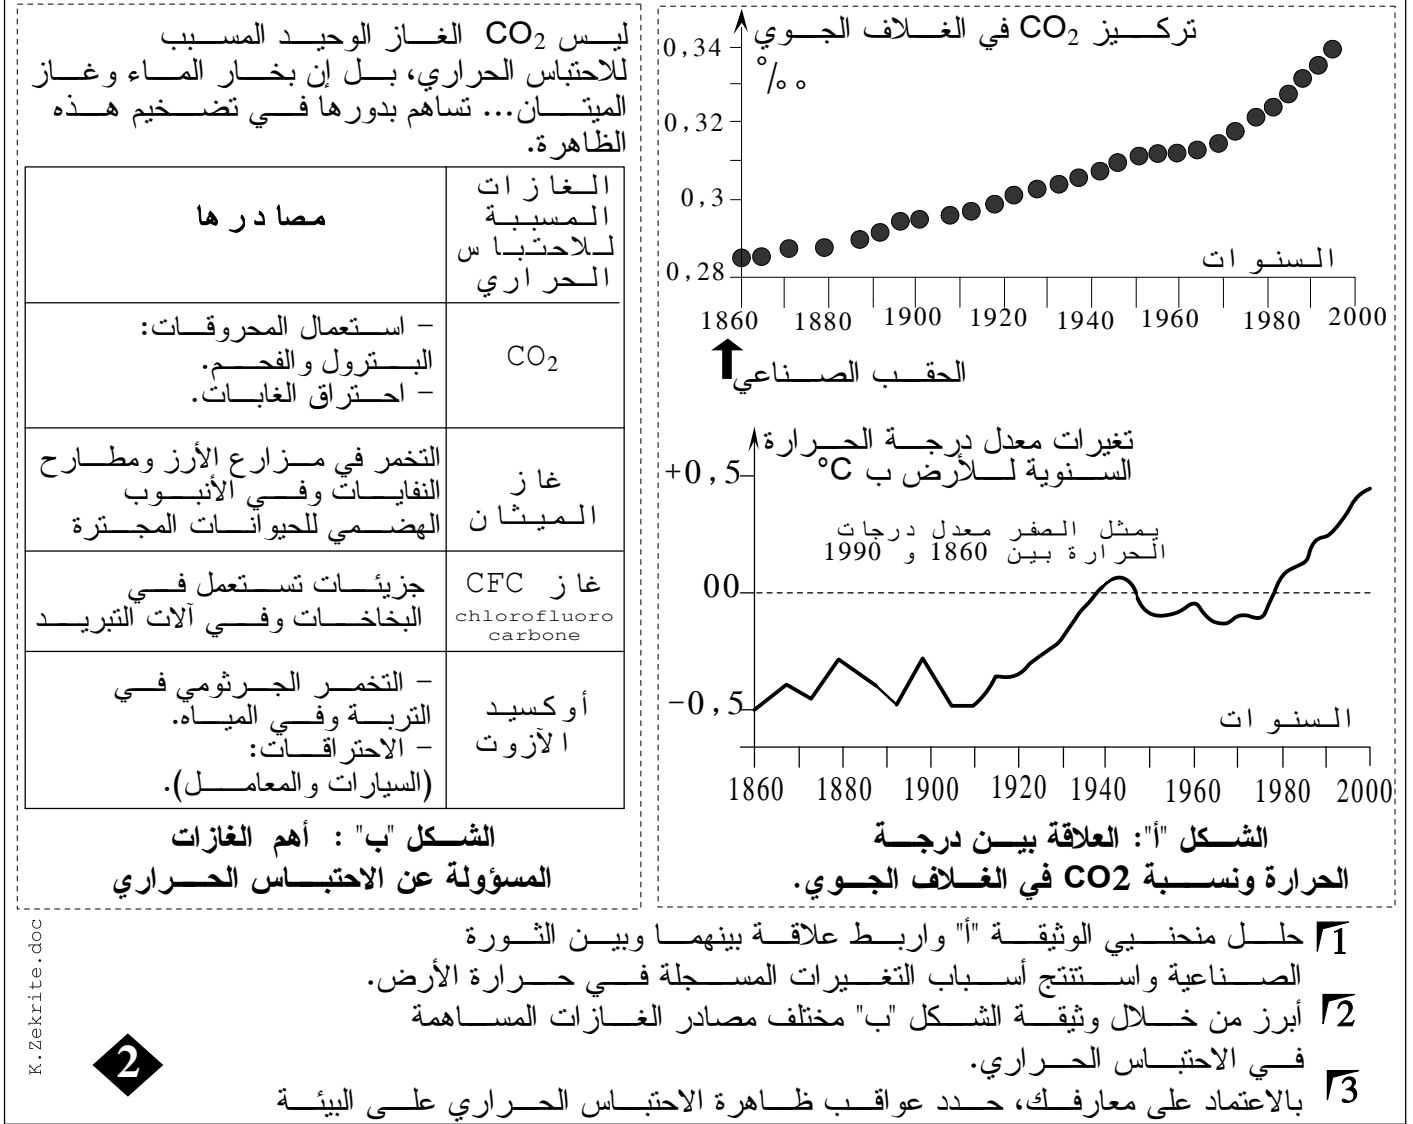 تركيز CO2 في الغلاف الجوي
°/°°
0,34
0,32
0,3
0,28
السنوات
1860 1880 1900 1920 1940 1960 1980 2000
الحقب الصناعي
تغيرات معدل درجة الحرارة
السنوية للأرض ب °C
+0,5
يمثل الصفر معدل درجات
الحرارة بين 1860 و 1990
00
-0,5
السنوات
1860 1880 1900 1920 1940 1960 1980 2000
الشكل "أ": العلاقة بين درجة
الحرارة ونسبة CO2 في الغلاف الجوي.
ليس CO2 الغاز الوحيد المسبب
للاحتباس الحراري، بل إن بخار الماء وغاز
الميتان... تساهم بدورها في تضخيم هذه
الظاهرة.
الغازات
المسببة
للاحتباس
الحراري
مصادرها
CO2
- استعمال المحروقات:
البترول والفحم.
- احتراق الغابات.
غاز
الميثان
التخمر في مزارع الأرز ومطارح
النفايات وفي الأنبوب
الهضمي للحيوانات المجترة
غاز CFC
chlorofluoro
carbone
جزيئات تستعمل في
البخاخات وفي آلات التبريد
أوكسيد
الآزوت
- التخمر الجرثومي في
التربة وفي المياه.
- الاحتراقات:
(السيارات والمعامل).
الشكل "ب" : أهم الغازات
المسؤولة عن الاحتباس الحراري
1 حلل منحنيي الوثيقة "أ" واربط علاقة بينهما وبين الثورة
الصناعية واستنتج أسباب التغيرات المسجلة في حرارة الأرض.
2 أبرز من خلال وثيقة الشكل "ب" مختلف مصادر الغازات المساهمة
في الاحتباس الحراري.
3 بالاعتماد على معارفك، حدد عواقب ظاهرة الاحتباس الحراري على البيئة
K.Zekrite.doc
2